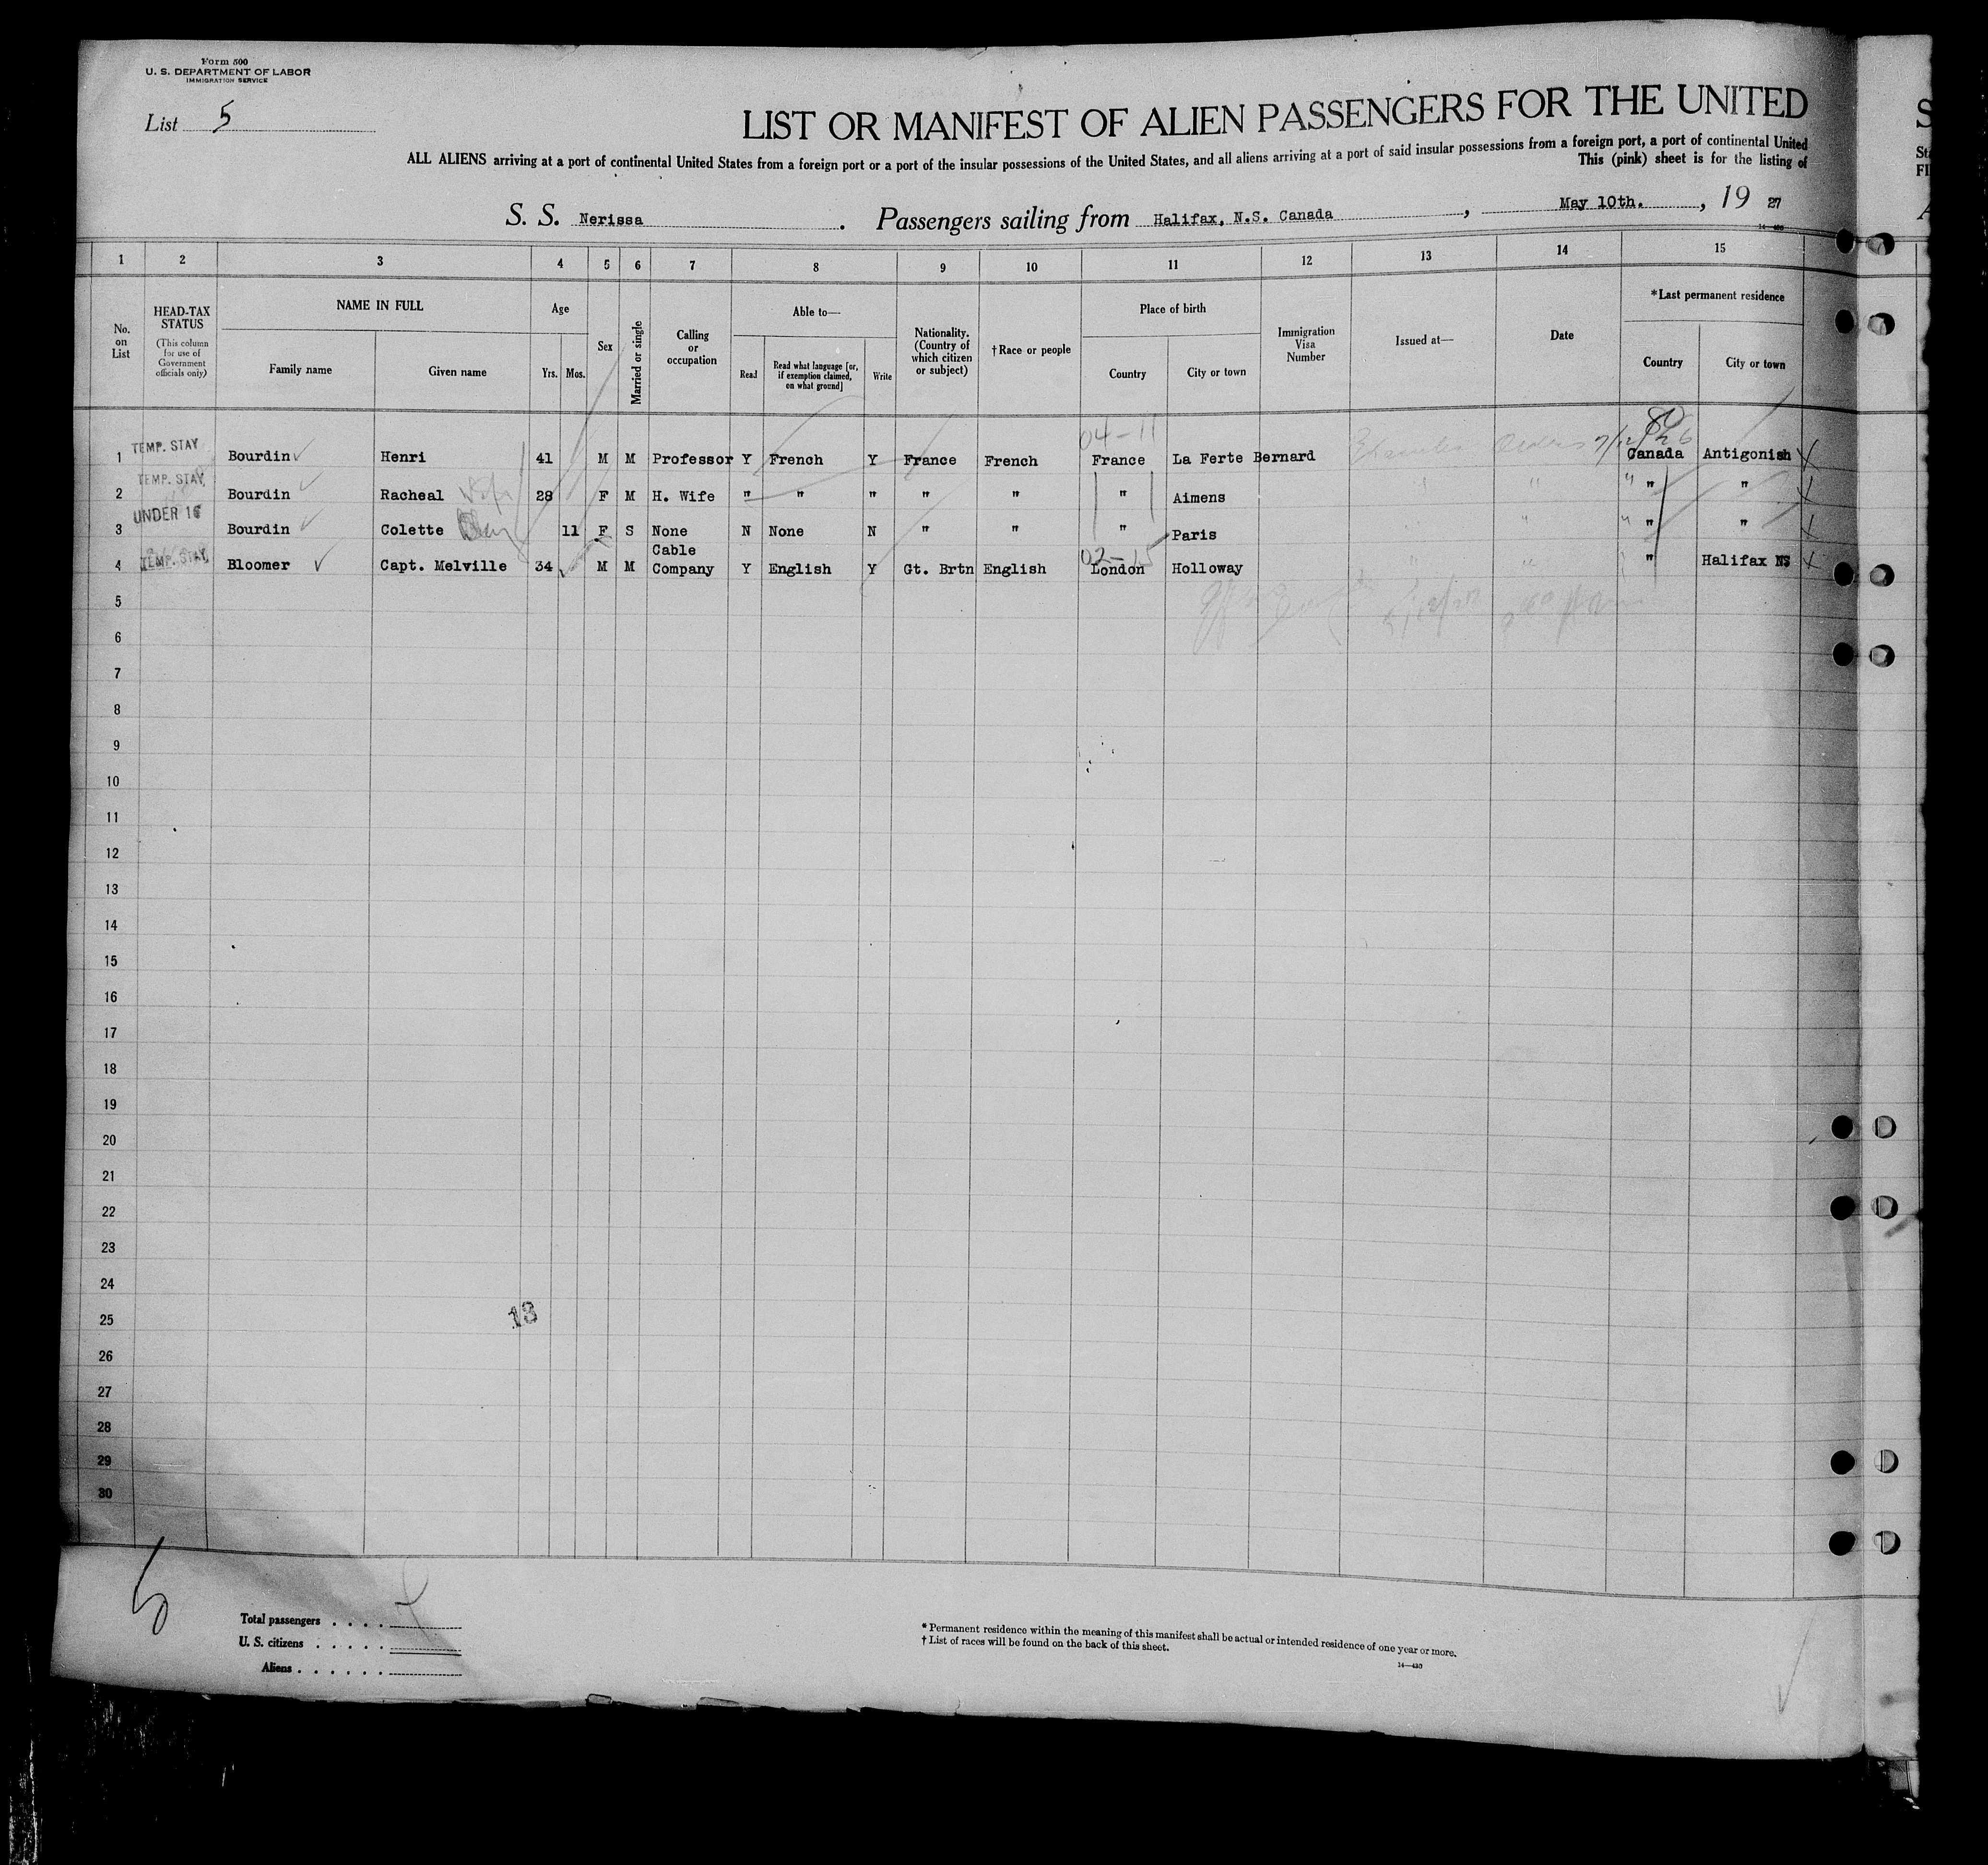 Form 500
U. S. DEPARTMENT OF LABOR
IMMIGRATION SERVICE
List 5
LIST OR MANIFEST OF ALIEN PASSENGERS FOR THE UNITED
ALL ALIENS arriving at a port of continental United States from a foreign port or a port of the insular possessions of the United States, and all aliens arriving at a port of said insular possessions from a foreign port, a port of continental United
This (pink) sheet is for the listing of
S. S. Nerissa. Passengers sailing from Halifax, N.S. Canada, May 10th., 19 27
1 2 3 4 5 6 7 8 9 10 11 12 13 14 15
No. on List
HEAD-TAX STATUS
(This column for use of Government officials only)
NAME IN FULL
Family name Given name
Age
Yrs. Mos.
Sex
Married or single
Calling or occupation
Able to—
Read
Read what language [or, if exemption claimed, on what ground]
Write
Nationality. (Country of which citizen or subject)
†Race or people
Place of birth
Country City or town
Immigration Visa Number
Issued at—
Date
*Last permanent residence
Country City or town
04-11
1 TEMP. STAY Bourdin Henri 41 M M Professor Y French Y France French France La Ferte Bernard Canada Antigonish
2 TEMP. STAY Bourdin Racheal Wife 28 F M H. Wife " " " " " " Aimens " "
3 UNDER 16 Bourdin Colette 11 F S None N None N " " " Paris " "
02-15
4 TEMP. STAY Bloomer Capt. Melville 34 M M Cable Company Y English Y Gt. Brtn English London Holloway " Halifax NS
5
6
7
8
9
10
11
12
13
14
15
16
17
18
19
20
21
22
23
24
25
13
26
27
28
29
30
5
Total passengers
U. S. citizens
Aliens
* Permanent residence within the meaning of this manifest shall be actual or intended residence of one year or more.
† List of races will be found on the back of this sheet.
14—430